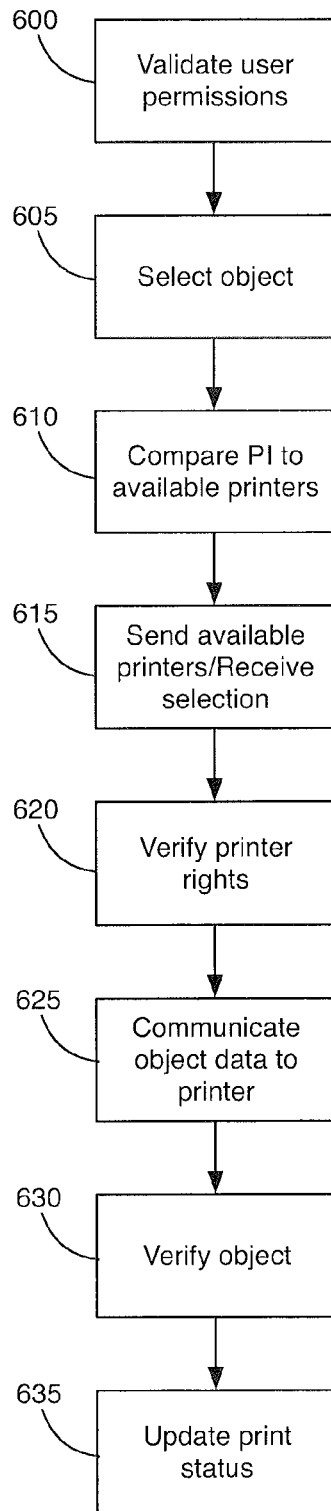 600
Validate user
permissions
605
Select object
610
Compare PI to
available printers
615
Send available
printers/Receive
selection
620
Verify printer
rights
625
Communicate
object data to
printer
630
Verify object
635
Update print
status